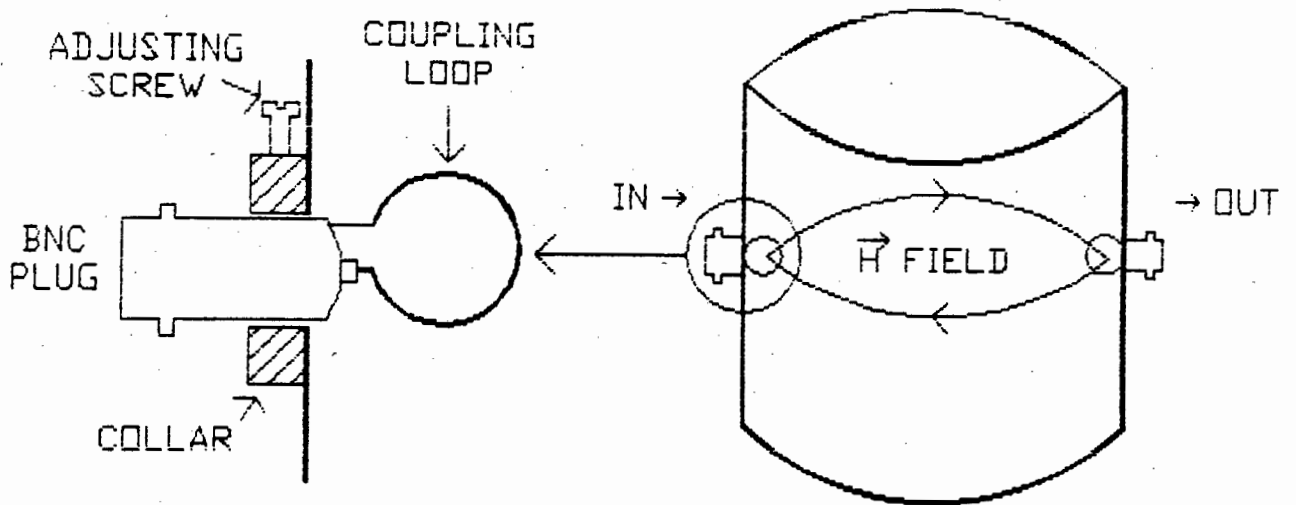 ADJUSTING
SCREW
COUPLING
LOOP
BNC
PLUG
COLLAR
IN →
H FIELD
→ OUT